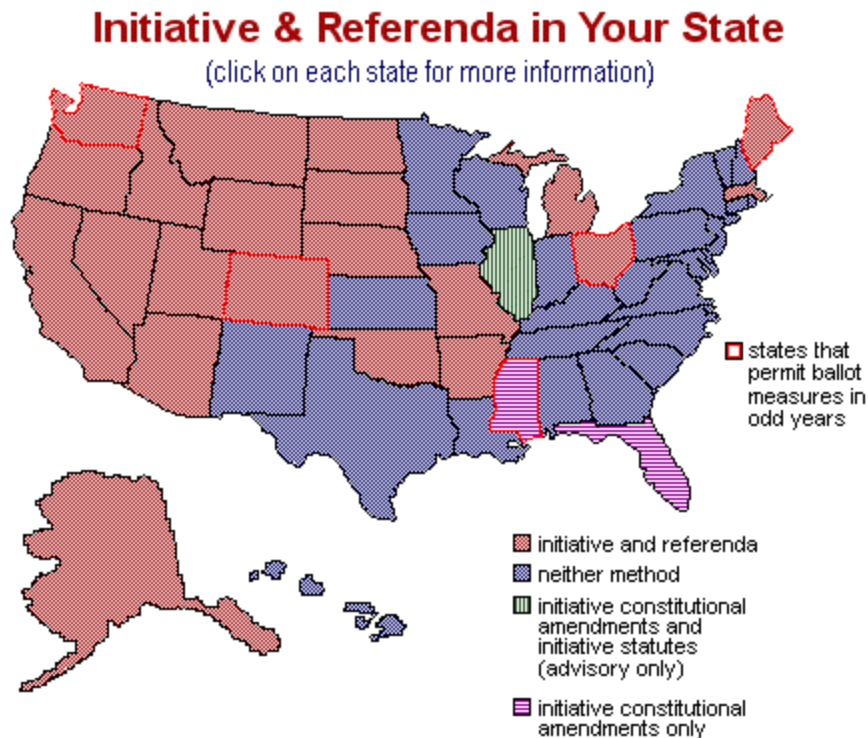 Initiative & Referenda in Your State
(click on each state for more information)
states that
permit ballot
measures in
odd years
initiative and referenda
neither method
initiative constitutional
amendments and
initiative statutes
(advisory only)
initiative constitutional
amendments only